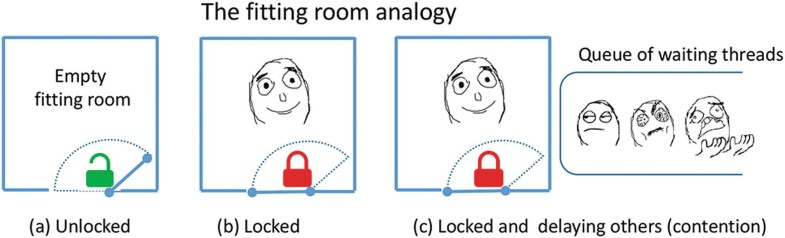 The fitting room analogy
Empty
fitting room
Queue of waiting threads
(a) Unlocked
(b) Locked
(c) Locked and delaying others (contention)